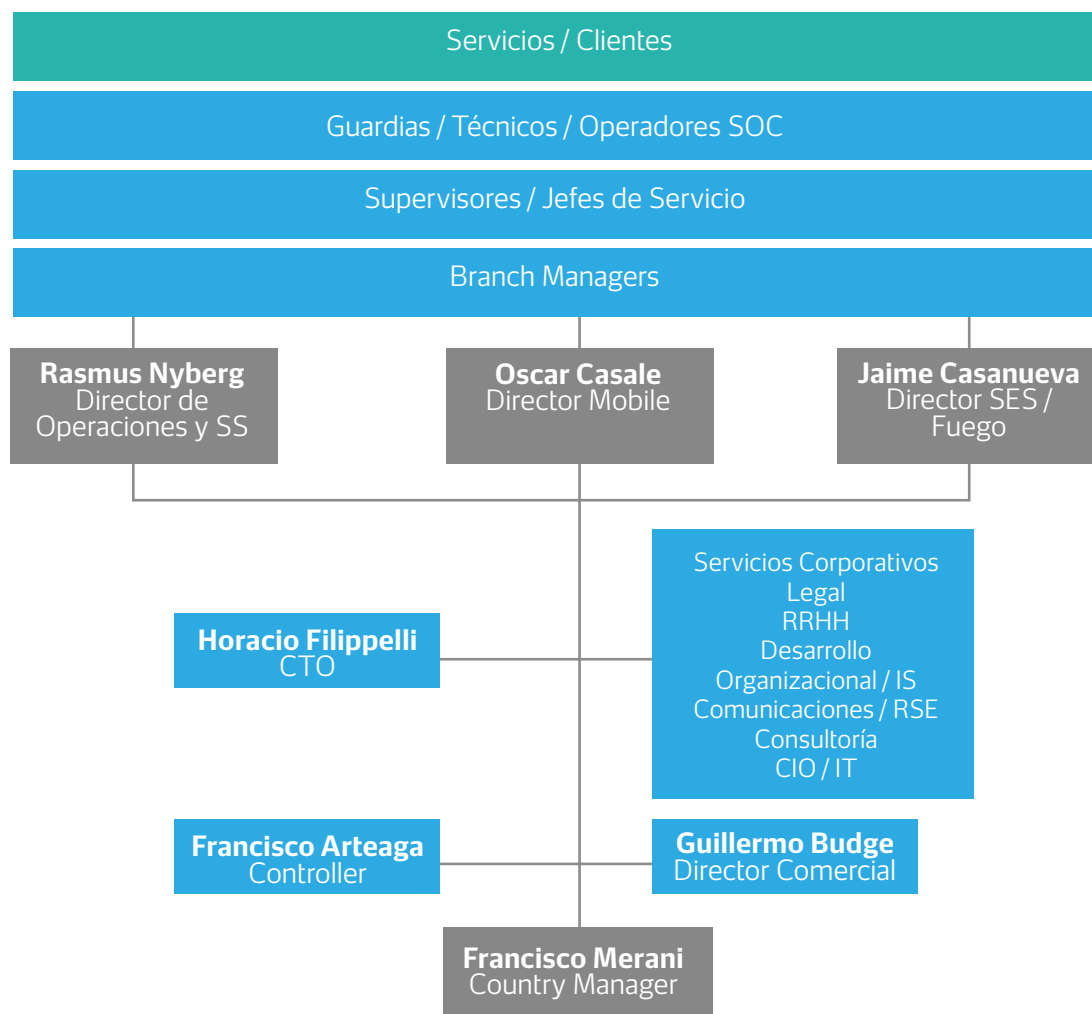 Servicios / Clientes
Guardias / Técnicos / Operadores SOC
Supervisores / Jefes de Servicio
Branch Managers
Rasmus Nyberg
Director de
Operaciones y SS
Oscar Casale
Director Mobile
Jaime Casanueva
Director SES /
Fuego
Horacio Filippelli
CTO
Servicios Corporativos
Legal
RRHH
Desarrollo
Organizacional / IS
Comunicaciones / RSE
Consultoría
CIO / IT
Francisco Arteaga
Controller
Guillermo Budge
Director Comercial
Francisco Merani
Country Manager